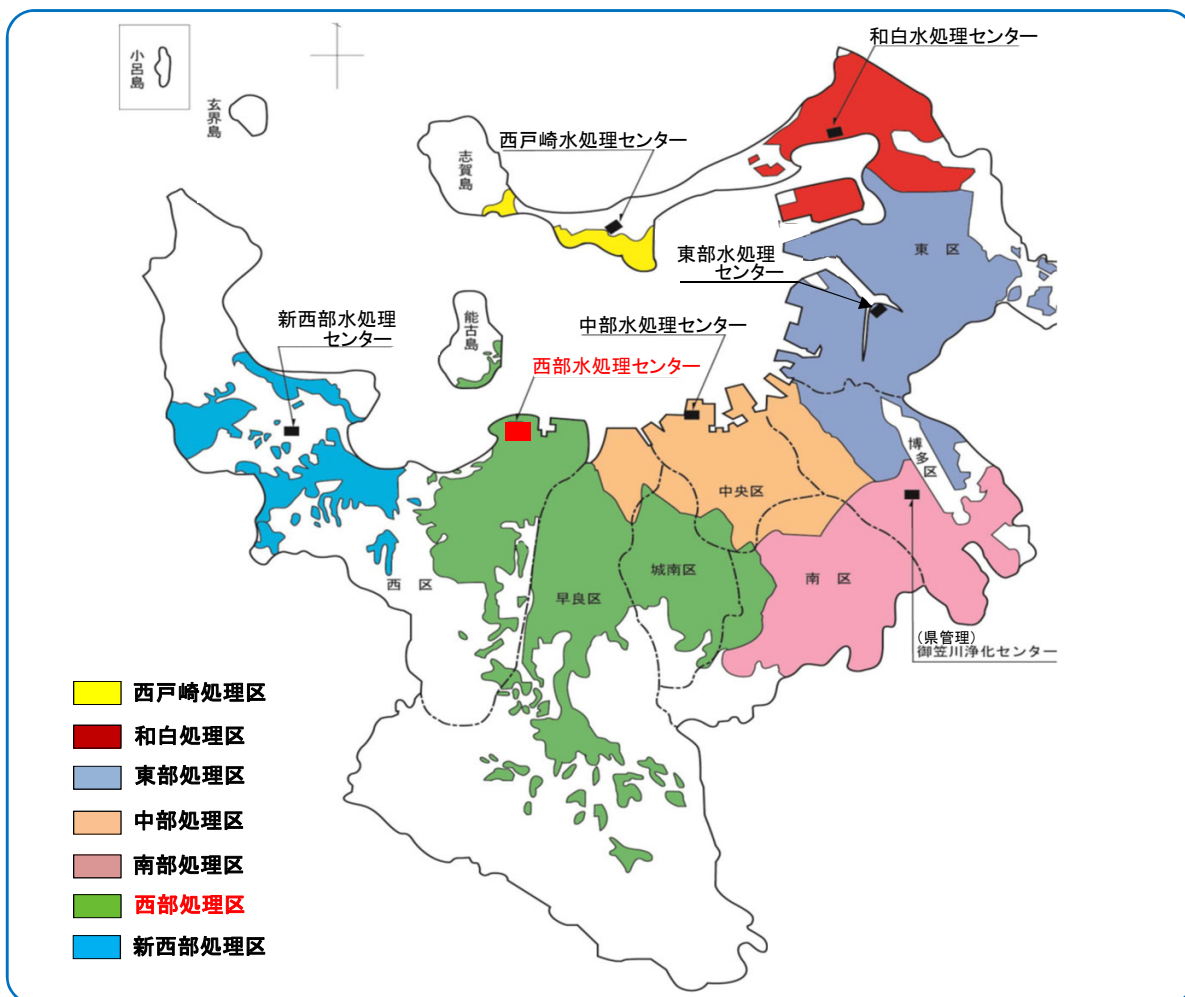 和白水処理センター
小呂島
玄界島
志賀島
西戸崎水処理センター
東部水処理
センター
東 区
能古島
新西部水処理
センター
中部水処理センター
西部水処理センター
博多区
中央区
城南区
西 区
早良区
南 区
(県管理)
御笠川浄化センター
西戸崎処理区
和白処理区
東部処理区
中部処理区
南部処理区
西部処理区
新西部処理区